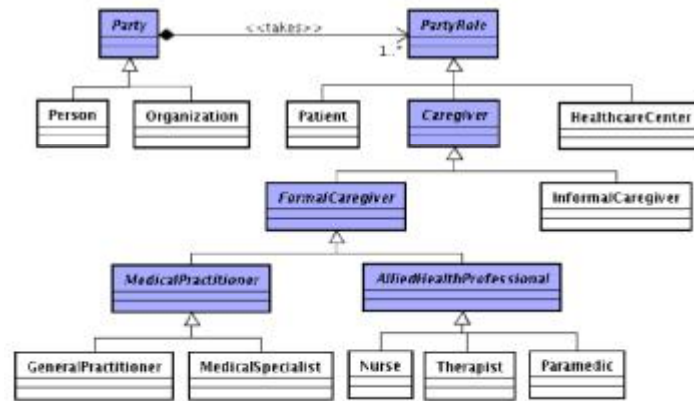 Party
<<takes>>
PartyRole
1..*
Person
Organization
Patient
Caregiver
HealthcareCenter
FormalCaregiver
InformalCaregiver
MedicalPractitioner
AlliedHealthProfessional
GeneralPractitioner
MedicalSpecialist
Nurse
Therapist
Paramedic